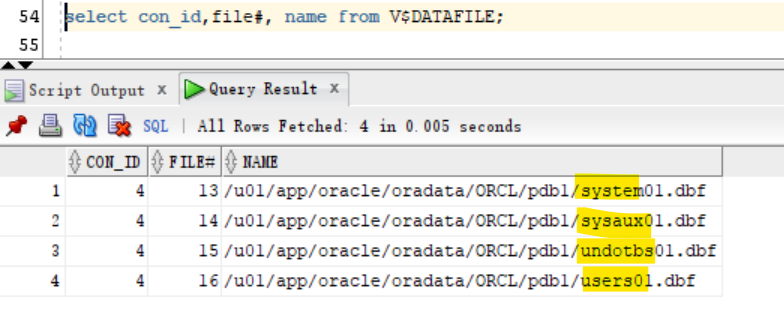 54 select con_id,file#, name from V$DATAFILE;
55
Script Output x Query Result x
SQL | All Rows Fetched: 4 in 0.005 seconds
CON_ID FILE# NAME
1 4 13 /u01/app/oracle/oradata/ORCL/pdb1/system01.dbf
2 4 14 /u01/app/oracle/oradata/ORCL/pdb1/sysaux01.dbf
3 4 15 /u01/app/oracle/oradata/ORCL/pdb1/undotbs01.dbf
4 4 16 /u01/app/oracle/oradata/ORCL/pdb1/users01.dbf